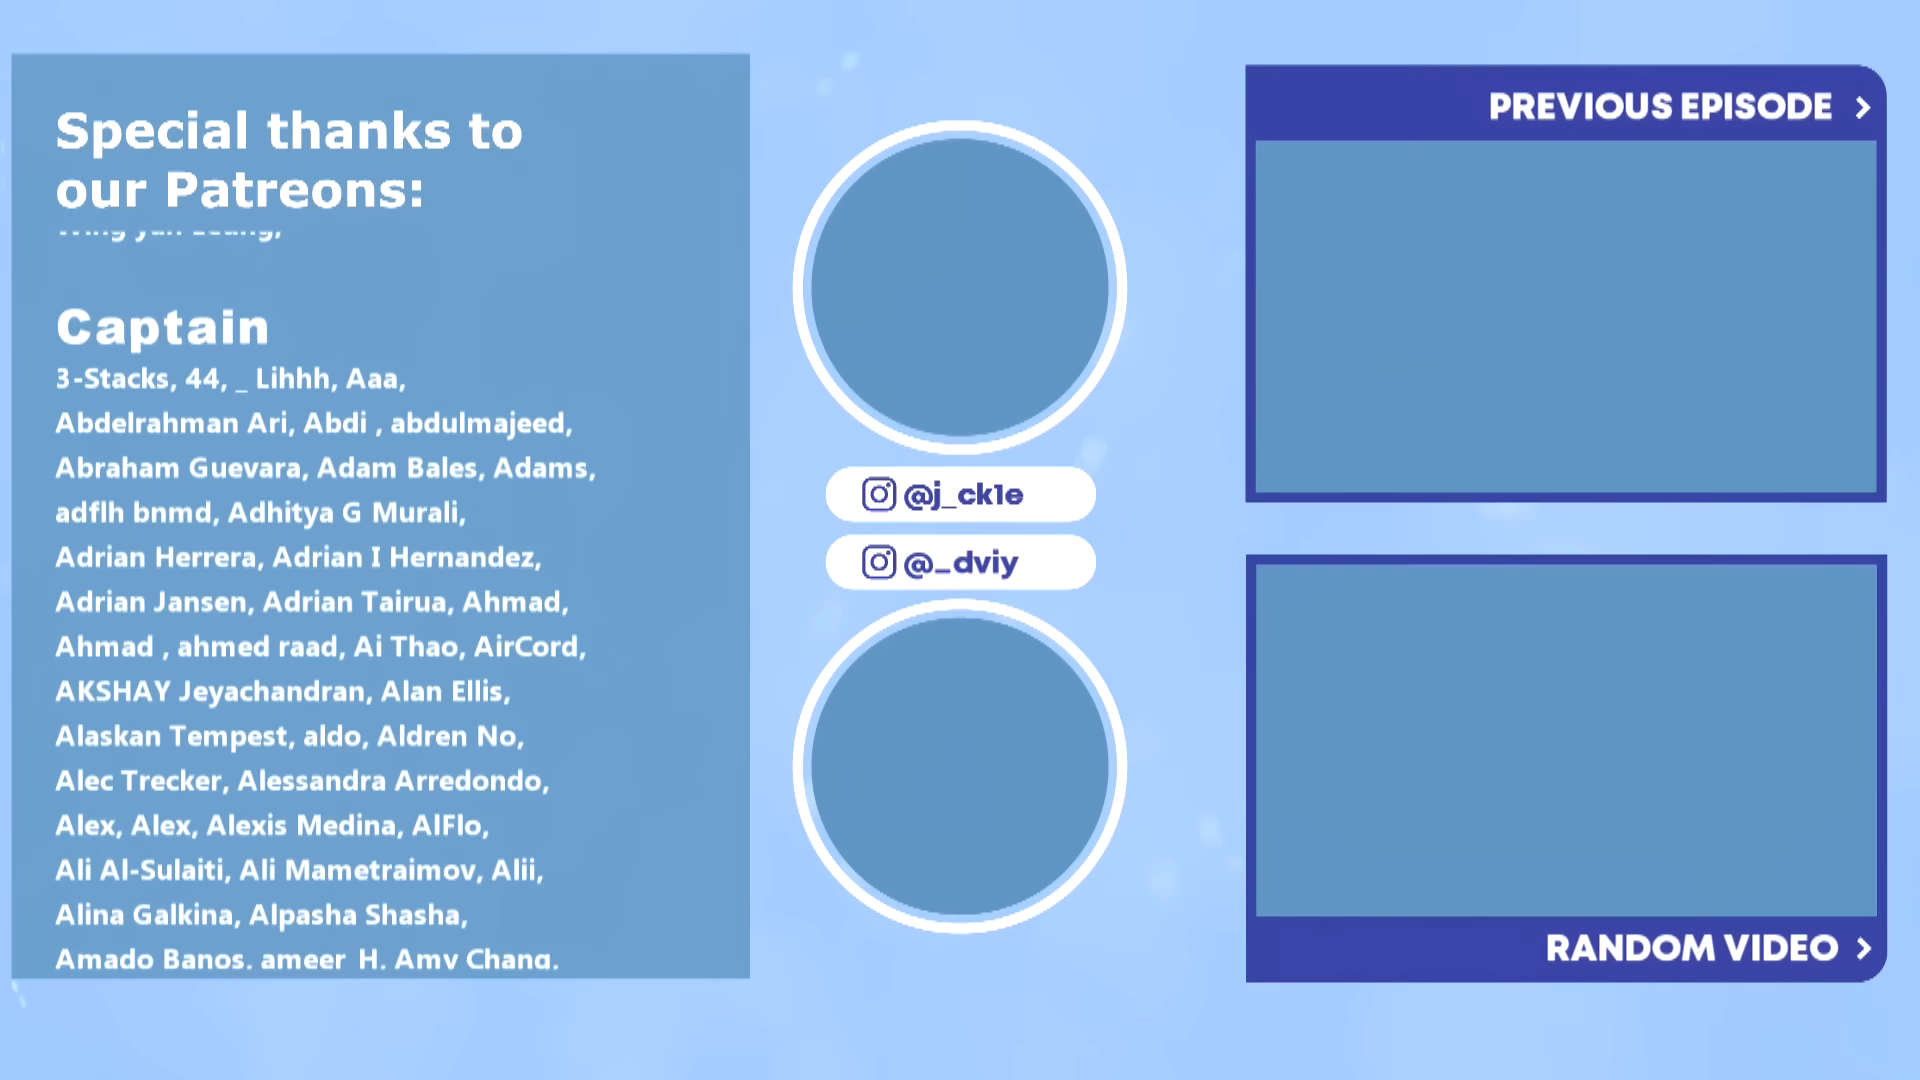 Special thanks to
our Patreons:
Captain
3-Stacks, 44, _ Lihhh, Aaa,
Abdelrahman Ari, Abdi , abdulmajeed,
Abraham Guevara, Adam Bales, Adams,
adflh bnmd, Adhitya G Murali,
Adrian Herrera, Adrian I Hernandez,
Adrian Jansen, Adrian Tairua, Ahmad,
Ahmad , ahmed raad, Ai Thao, AirCord,
AKSHAY Jeyachandran, Alan Ellis,
Alaskan Tempest, aldo, Aldren No,
Alec Trecker, Alessandra Arredondo,
Alex, Alex, Alexis Medina, AlFlo,
Ali Al-Sulaiti, Ali Mametraimov, Alii,
Alina Galkina, Alpasha Shasha,
Amado Banos, ameer H, Amy Chang,
@j_ck1e
@_dviy
PREVIOUS EPISODE
RANDOM VIDEO